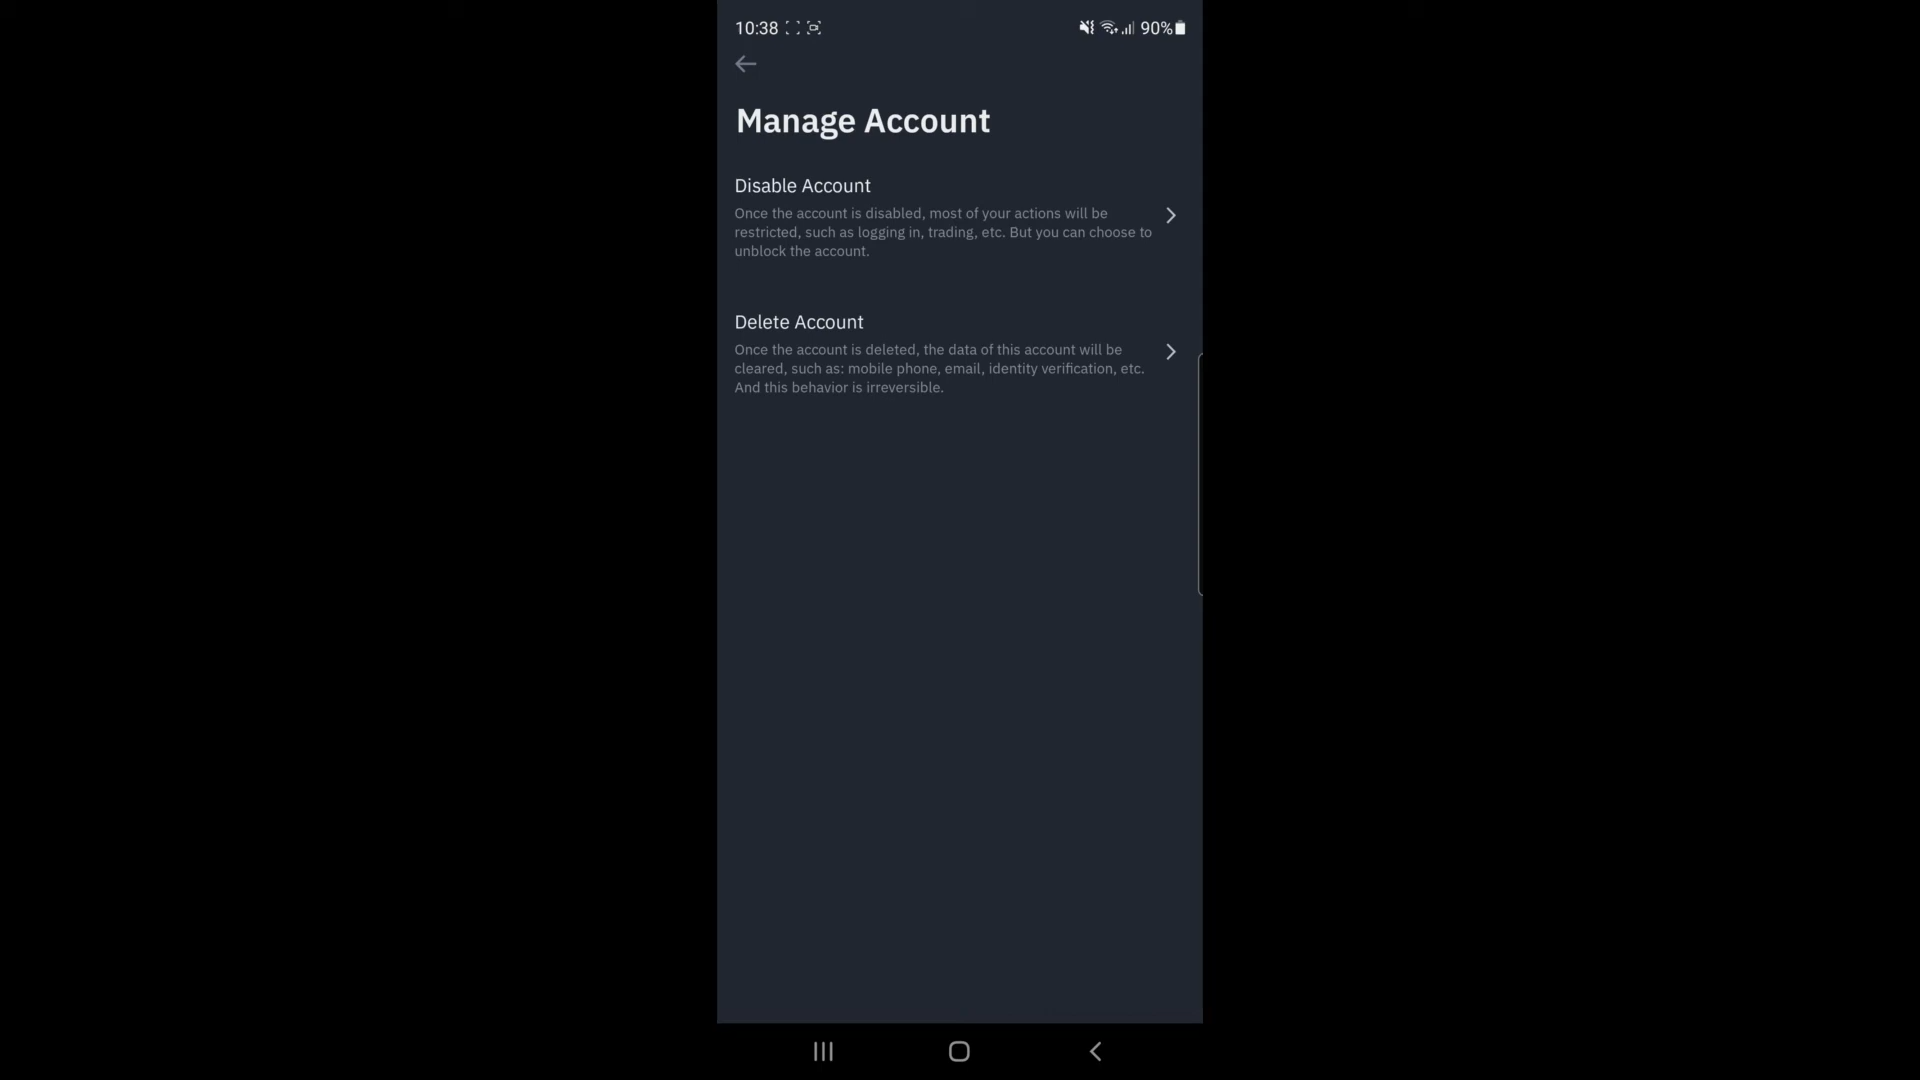 10:38 90%
Manage Account
Disable Account
Once the account is disabled, most of your actions will be
restricted, such as logging in, trading, etc. But you can choose to
unblock the account.
Delete Account
Once the account is deleted, the data of this account will be
cleared, such as: mobile phone, email, identity verification, etc.
And this behavior is irreversible.